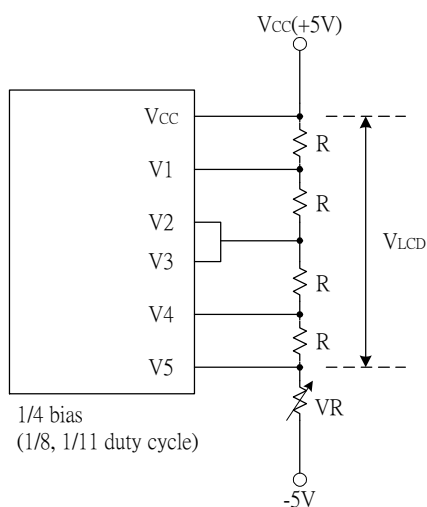 Vcc(+5V)
Vcc
R
V1
R
V2
V3
VLCD
R
V4
R
V5
VR
1/4 bias
(1/8, 1/11 duty cycle)
-5V